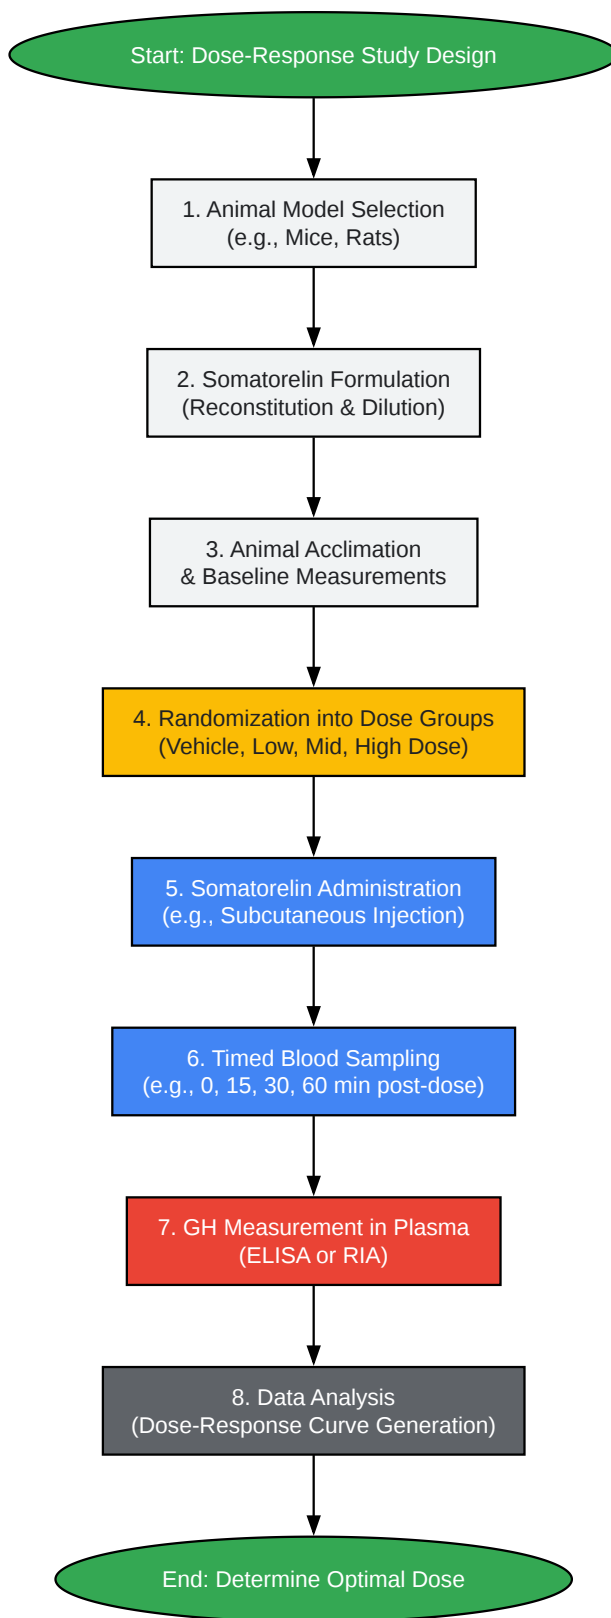 Start: Dose-Response Study Design
1. Animal Model Selection
(e.g., Mice, Rats)
2. Somatorelin Formulation
(Reconstitution & Dilution)
3. Animal Acclimation
& Baseline Measurements
4. Randomization into Dose Groups
(Vehicle, Low, Mid, High Dose)
5. Somatorelin Administration
(e.g., Subcutaneous Injection)
6. Timed Blood Sampling
(e.g., 0, 15, 30, 60 min post-dose)
7. GH Measurement in Plasma
(ELISA or RIA)
8. Data Analysis
(Dose-Response Curve Generation)
End: Determine Optimal Dose